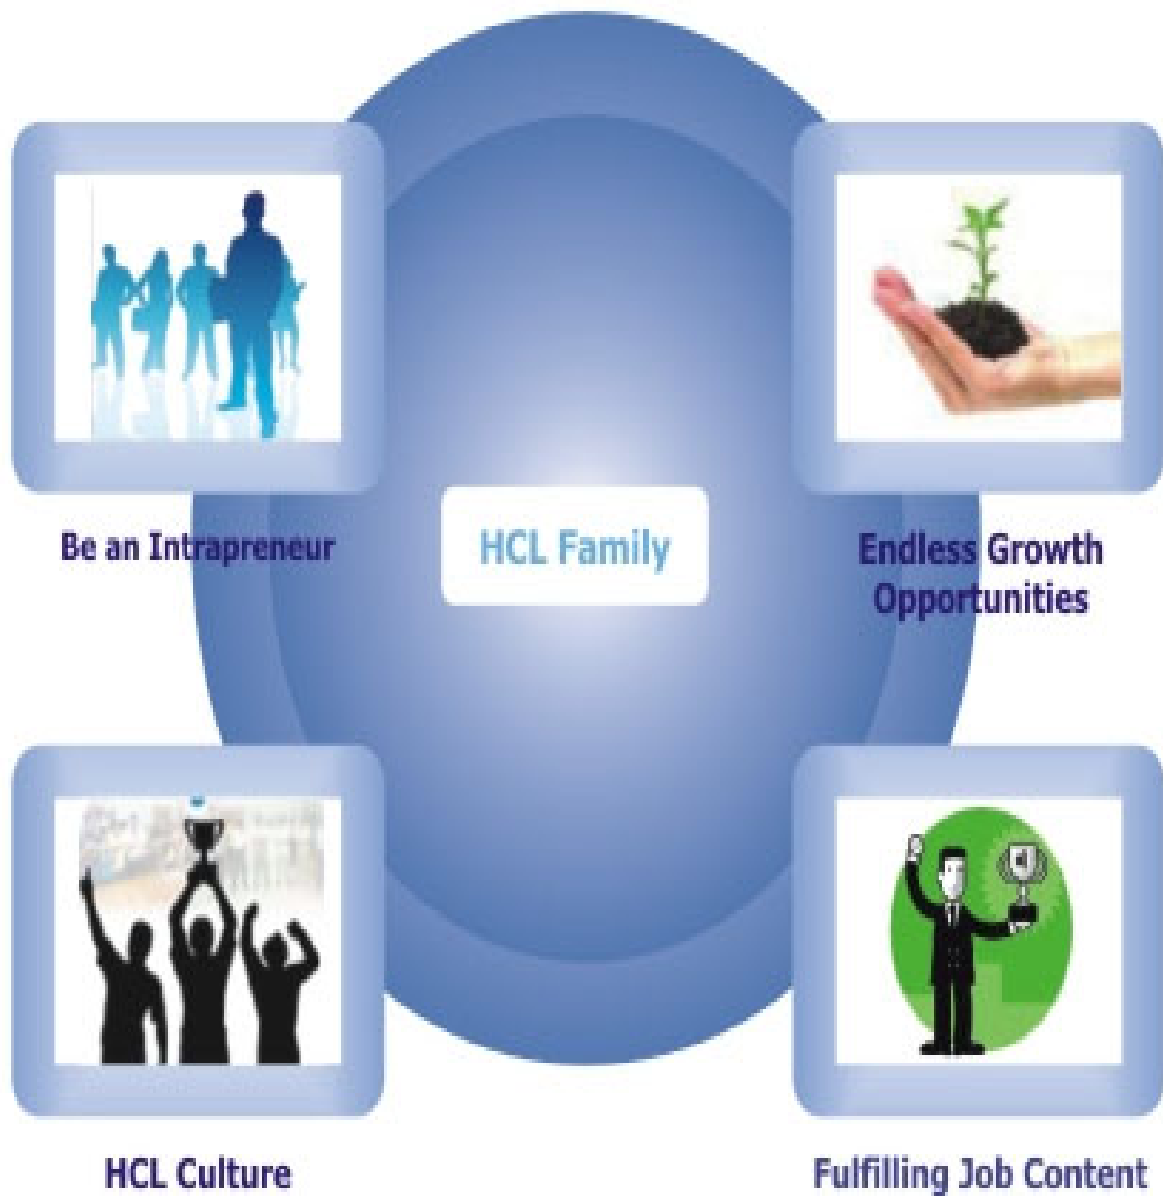 Be an Intrapreneur
HCL Family
Endless Growth
Opportunities
HCL Culture
Fulfilling Job Content